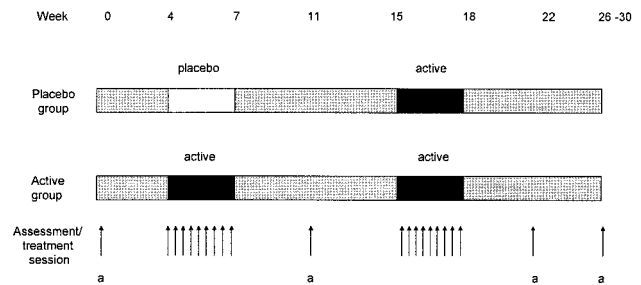 Week 0 4 7 11 15 18 22 26 -30
placebo active
Placebo
group
active active
Active
group
Assessment/
treatment
session
a a a a